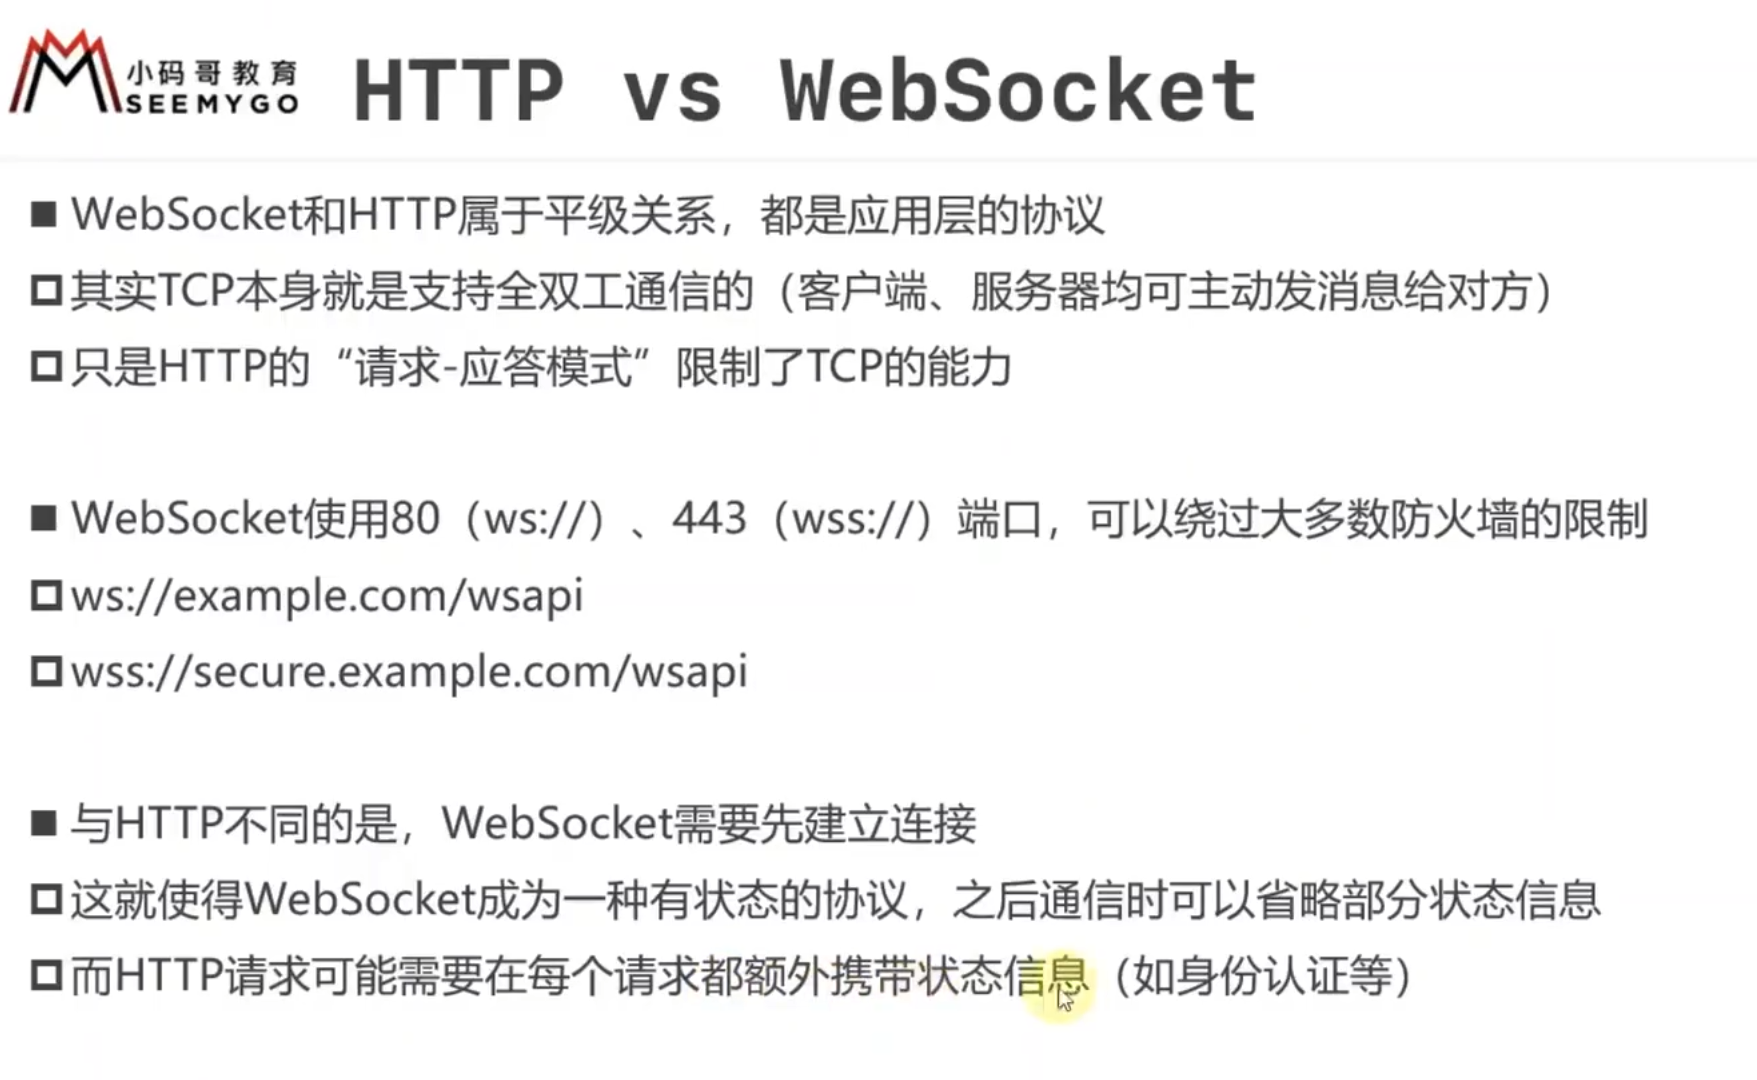 小码哥教育
SEEMYGO
HTTP vs WebSocket
WebSocket和HTTP属于平级关系，都是应用层的协议
其实TCP本身就是支持全双工通信的（客户端、服务器均可主动发消息给对方）
只是HTTP的“请求-应答模式”限制了TCP的能力
WebSocket使用80（ws://）、443（wss://）端口，可以绕过大多数防火墙的限制
ws://example.com/wsapi
wss://secure.example.com/wsapi
与HTTP不同的是，WebSocket需要先建立连接
这就使得WebSocket成为一种有状态的协议，之后通信时可以省略部分状态信息
而HTTP请求可能需要在每个请求都额外携带状态信息（如身份认证等）